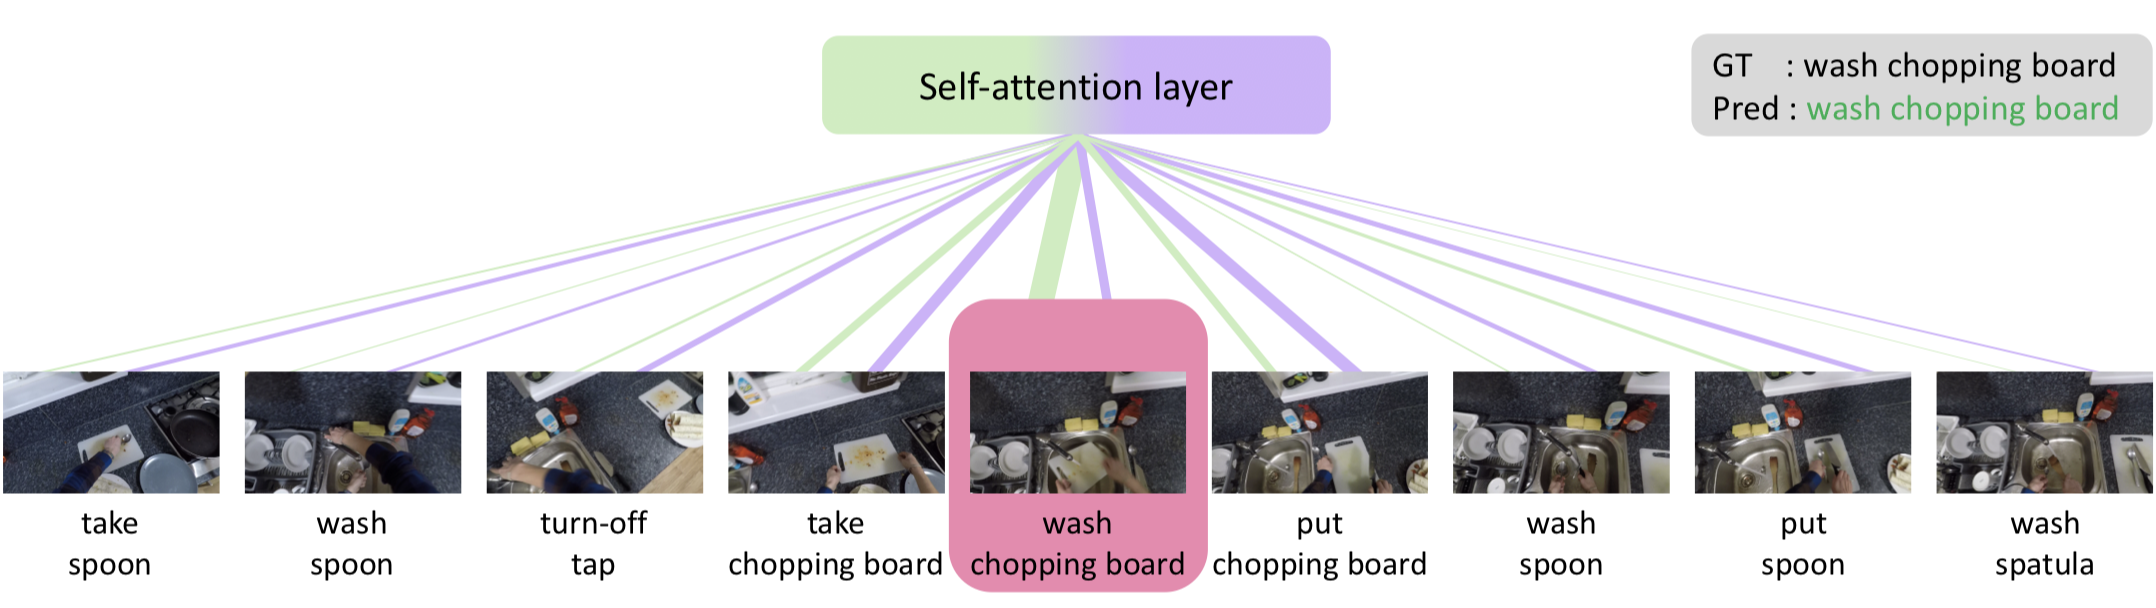 Self-attention layer
GT : wash chopping board
Pred : wash chopping board
take
spoon
wash
spoon
turn-off
tap
take
chopping board
wash
chopping board
put
chopping board
wash
spoon
put
spoon
wash
spatula